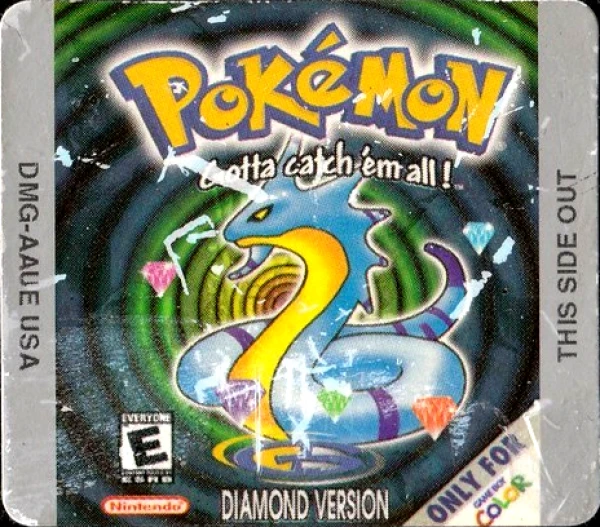 POKéMON
Gotta catch 'em all!
DMG-AAUE USA
THIS SIDE OUT
EVERYONE
E
Nintendo
DIAMOND VERSION
ONLY FOR
GAME BOY
COLOR